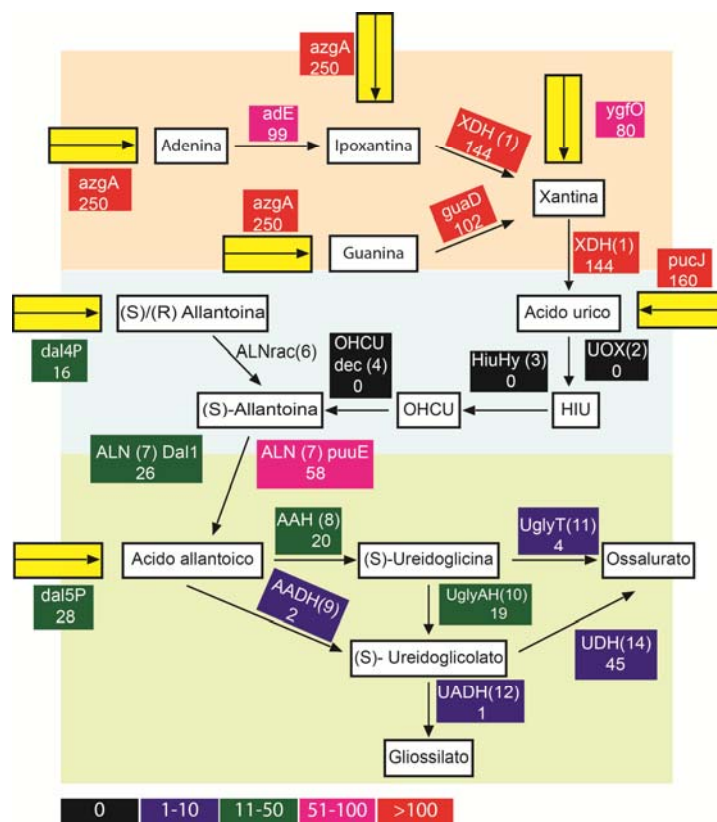 azgA
250
adE
99
XDH (1)
144
ygfO
80
Adenina
Ipoxantina
azgA
250
azgA
250
guaD
102
Xantina
Guanina
XDH(1)
144
pucJ
160
(S)/(R) Allantoina
Acido urico
dal4P
16
ALNrac(6)
OHCU
dec (4)
0
HiuHy (3)
0
UOX(2)
0
(S)-Allantoina
OHCU
HIU
ALN (7) Dal1
26
ALN (7) puuE
58
AAH (8)
20
UglyT(11)
4
Acido allantoico
(S)-Ureidoglicina
Ossalurato
dal5P
28
AADH(9)
2
UglyAH(10)
19
(S)- Ureidoglicolato
UDH(14)
45
UADH(12)
1
Gliossilato
0
1-10
11-50
51-100
>100